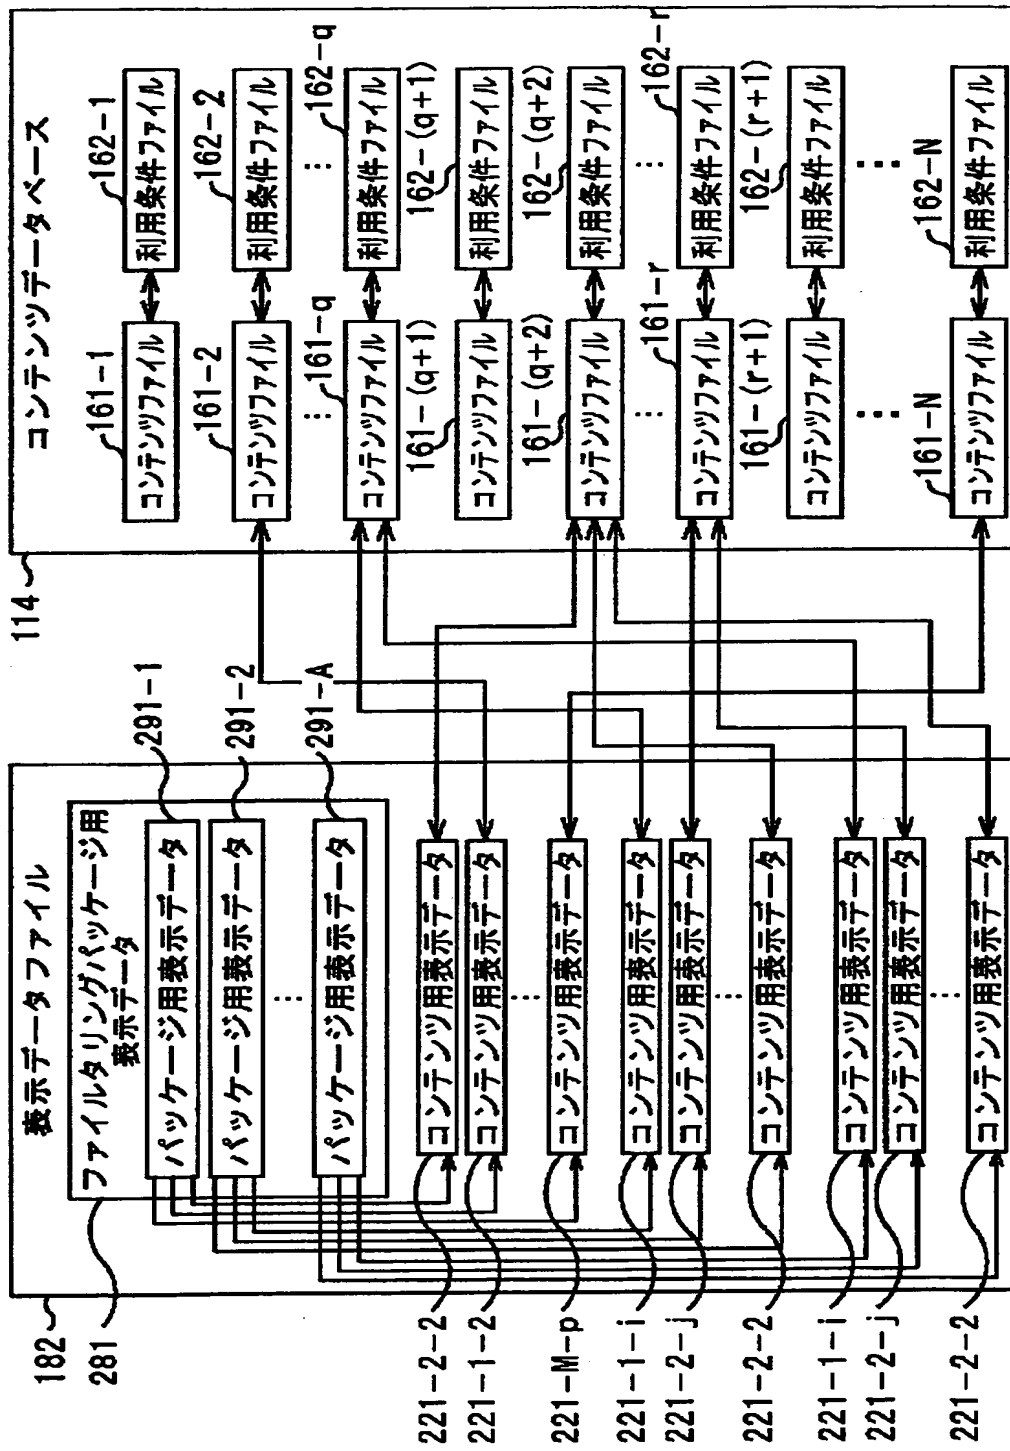 表示データファイル
ファイルタリングパッケージ用
表示データ
パッケージ用表示データ
パッケージ用表示データ
…
パッケージ用表示データ
コンテンツ用表示データ
コンテンツ用表示データ
…
コンテンツ用表示データ
コンテンツ用表示データ
コンテンツ用表示データ
…
コンテンツ用表示データ
コンテンツ用表示データ
コンテンツ用表示データ
…
コンテンツ用表示データ
182
281
291-1
291-2
291-A
221-2-2
221-1-2
221-M-p
221-1-i
221-2-j
221-2-2
221-1-i
221-2-j
221-2-2
114
コンテンツデータベース
161-1
コンテンツファイル
162-1
利用条件ファイル
161-2
コンテンツファイル
162-2
利用条件ファイル
…
…
161-q
コンテンツファイル
162-q
利用条件ファイル
161-(q+1)
コンテンツファイル
162-(q+1)
利用条件ファイル
161-(q+2)
コンテンツファイル
162-(q+2)
利用条件ファイル
…
…
161-r
コンテンツファイル
162-r
利用条件ファイル
161-(r+1)
コンテンツファイル
162-(r+1)
利用条件ファイル
…
…
161-N
コンテンツファイル
162-N
利用条件ファイル